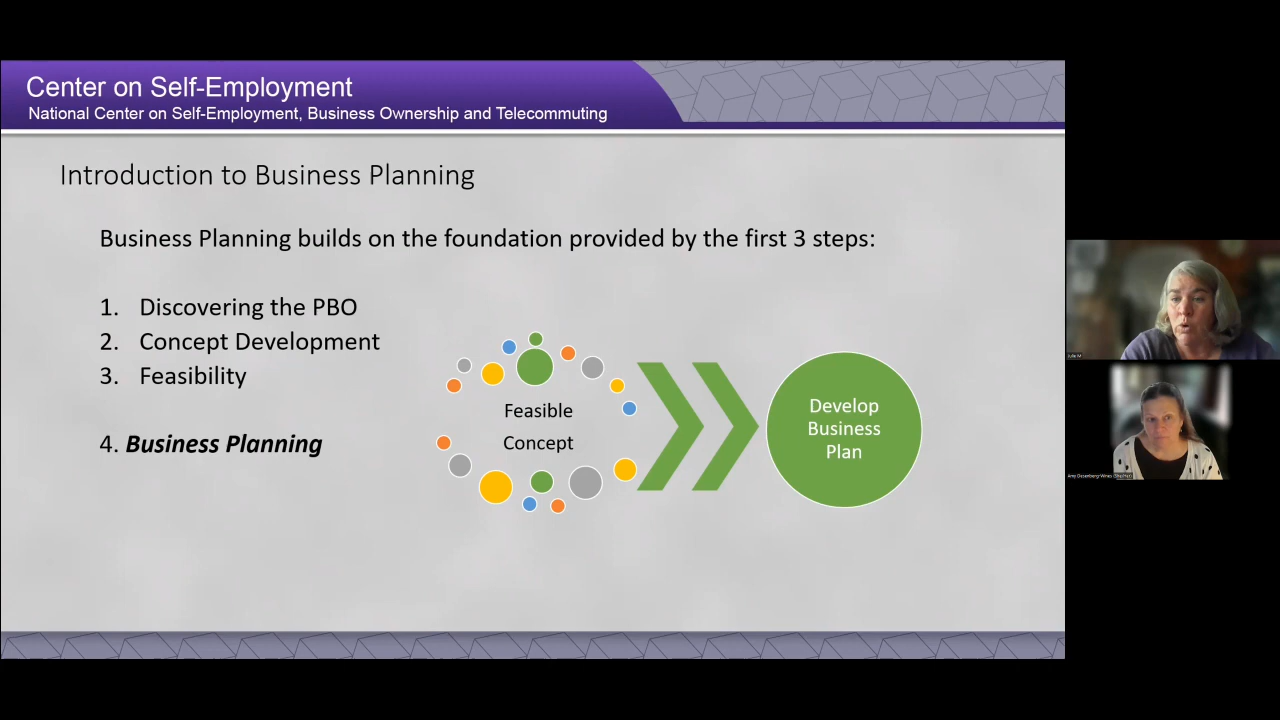 Center on Self-Employment
National Center on Self-Employment, Business Ownership and Telecommuting
Introduction to Business Planning
Business Planning builds on the foundation provided by the first 3 steps:
1. Discovering the PBO
2. Concept Development
3. Feasibility
4. Business Planning
Feasible
Concept
Develop
Business
Plan
Julie M